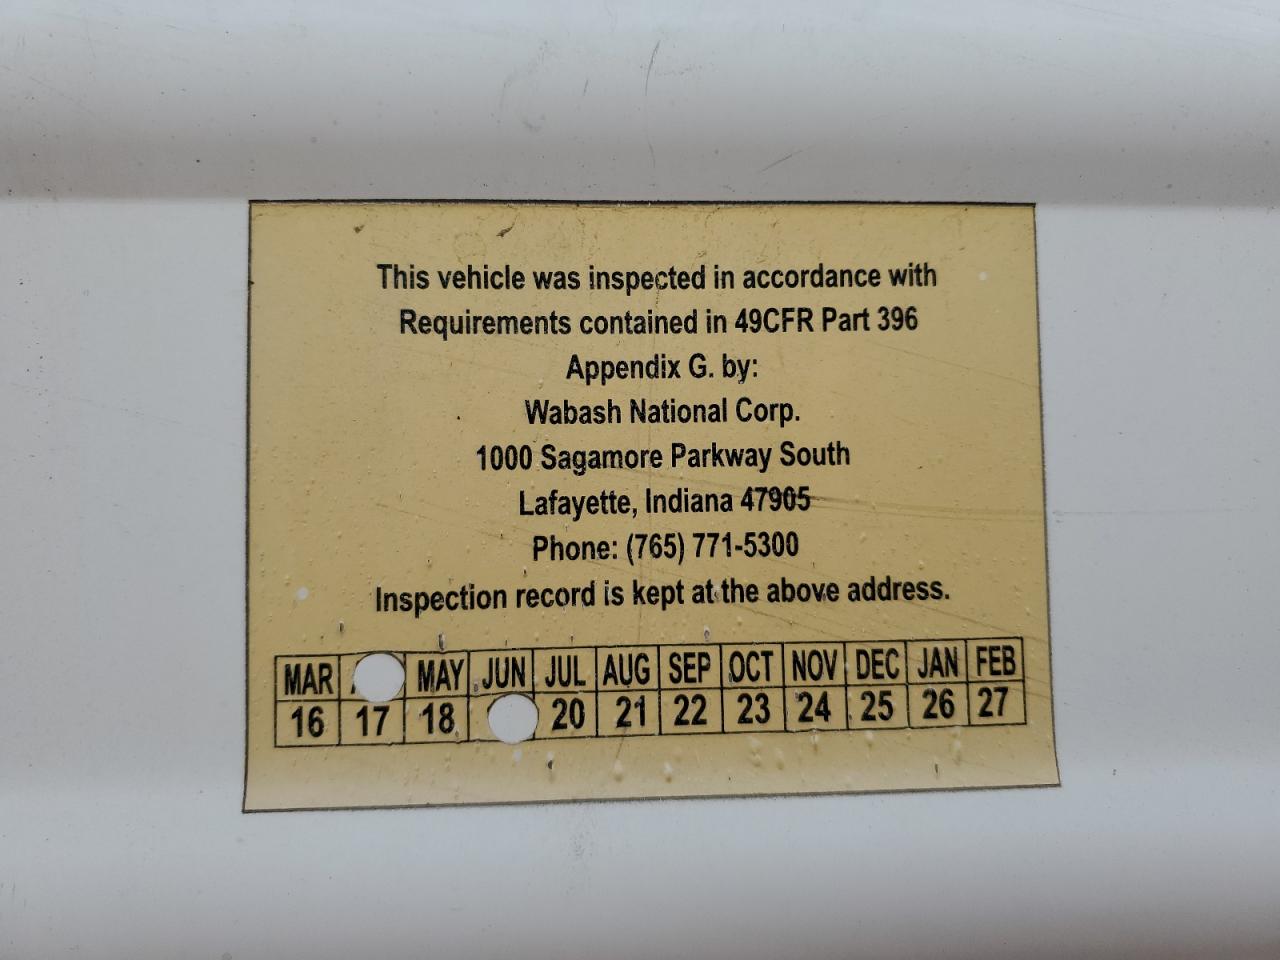 This vehicle was inspected in accordance with
Requirements contained in 49CFR Part 396
Appendix G. by:
Wabash National Corp.
1000 Sagamore Parkway South
Lafayette, Indiana 47905
Phone: (765) 771-5300
Inspection record is kept at the above address.
MAR MAY JUN JUL AUG SEP OCT NOV DEC JAN FEB
16 17 18 20 21 22 23 24 25 26 27